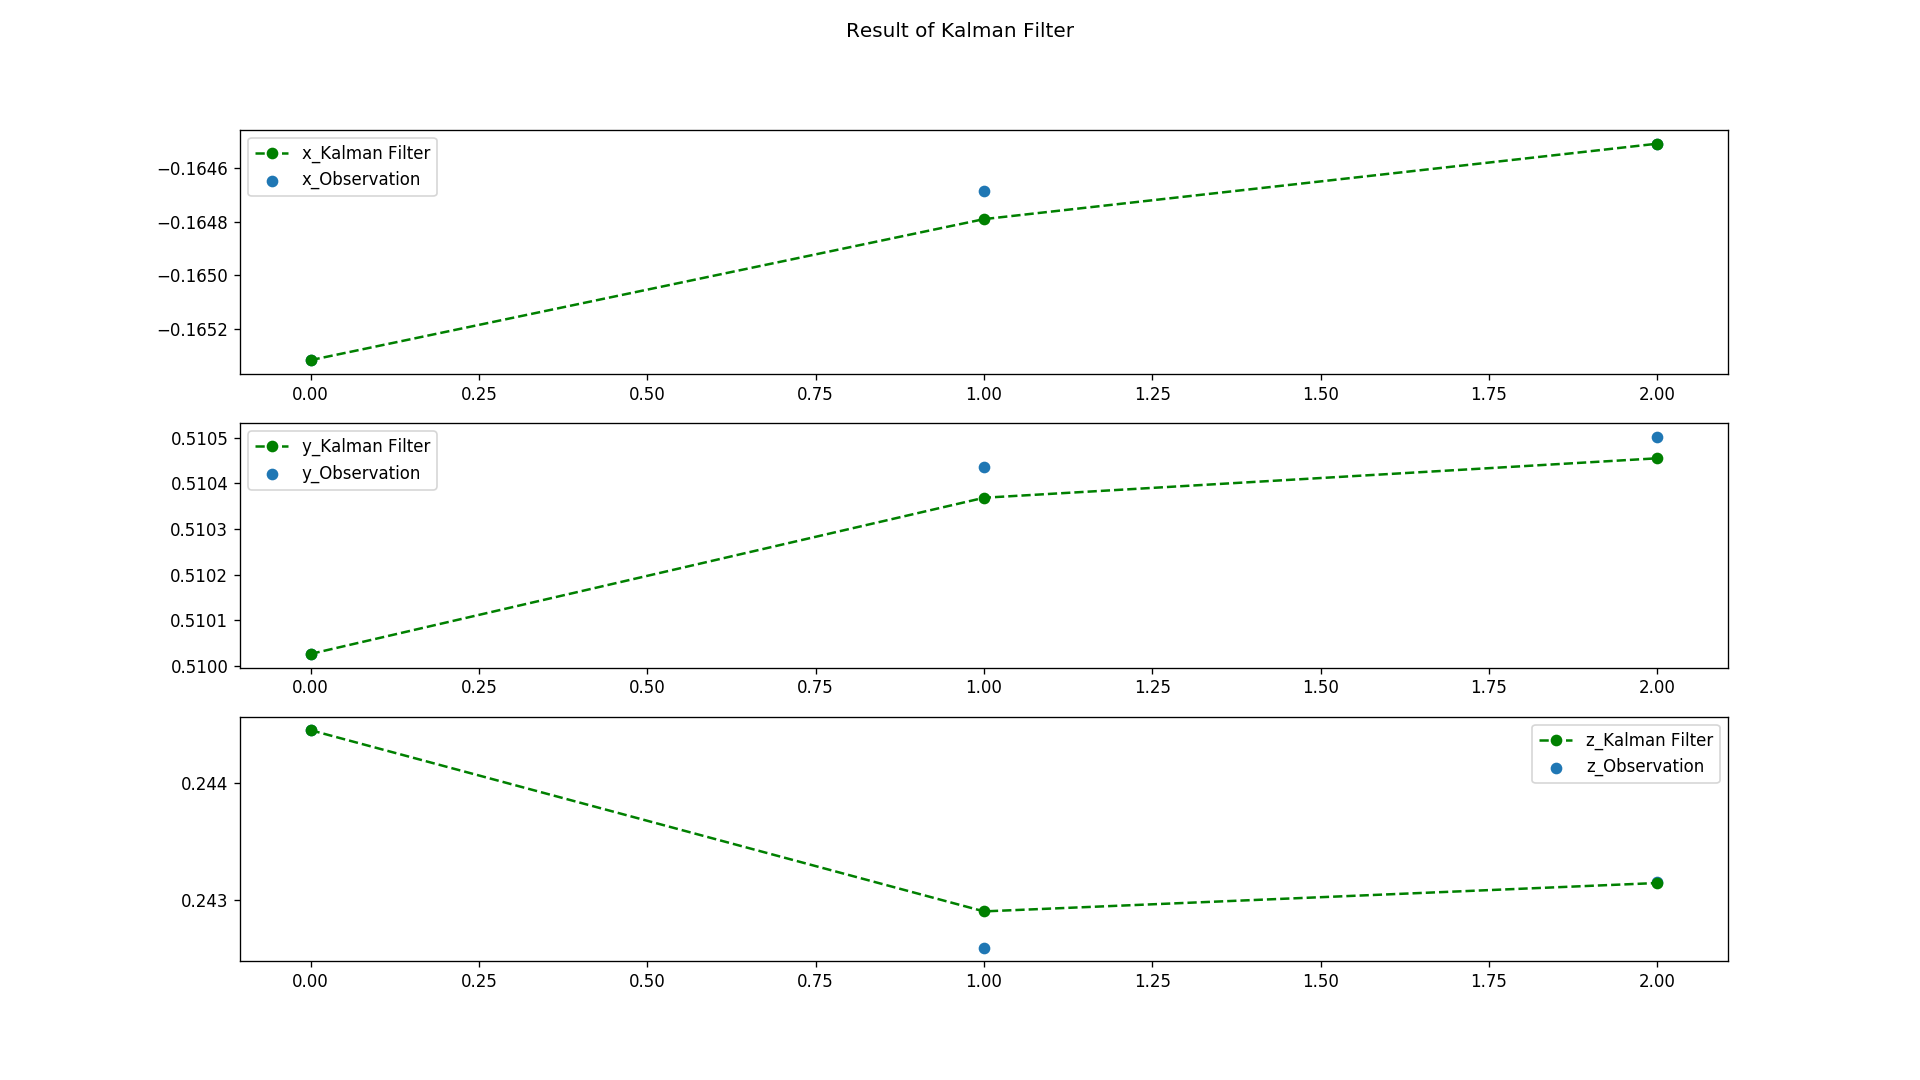 Result of Kalman Filter
x_Kalman Filter
x_Observation
−0.1646
−0.1648
−0.1650
−0.1652
0.00 0.25 0.50 0.75 1.00 1.25 1.50 1.75 2.00
y_Kalman Filter
y_Observation
0.5105
0.5104
0.5103
0.5102
0.5101
0.5100
0.00 0.25 0.50 0.75 1.00 1.25 1.50 1.75 2.00
z_Kalman Filter
z_Observation
0.244
0.243
0.00 0.25 0.50 0.75 1.00 1.25 1.50 1.75 2.00